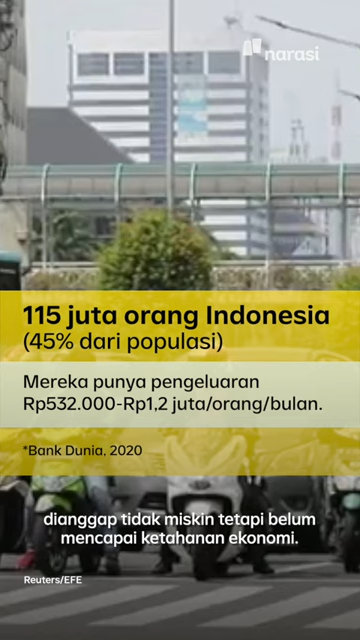 narasi
115 juta orang Indonesia
(45% dari populasi)
Mereka punya pengeluaran
Rp532.000-Rp1,2 juta/orang/bulan.
*Bank Dunia, 2020
dianggap tidak miskin tetapi belum
mencapai ketahanan ekonomi.
Reuters/EFE